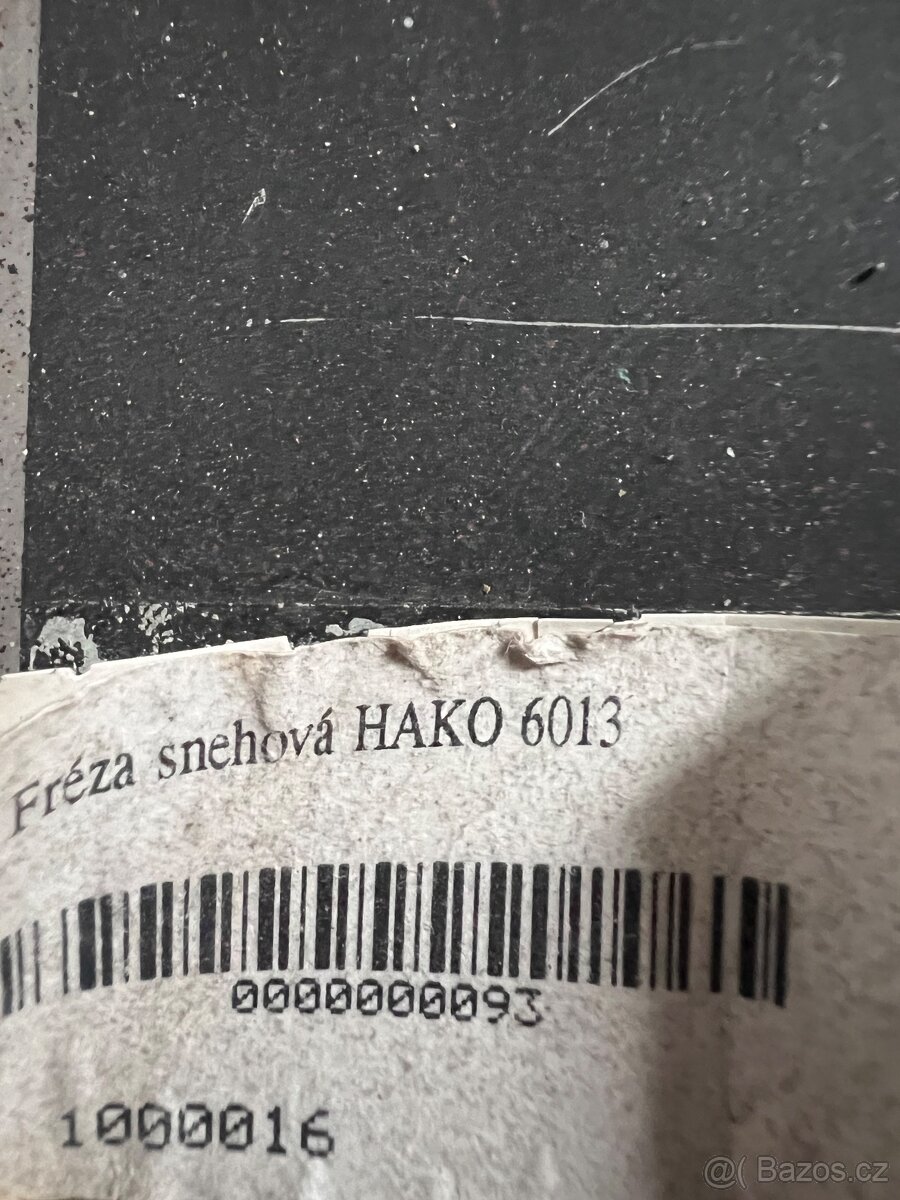 Fréza snehová HAKO 6013
0000000093
1000016
@( Bazos.cz